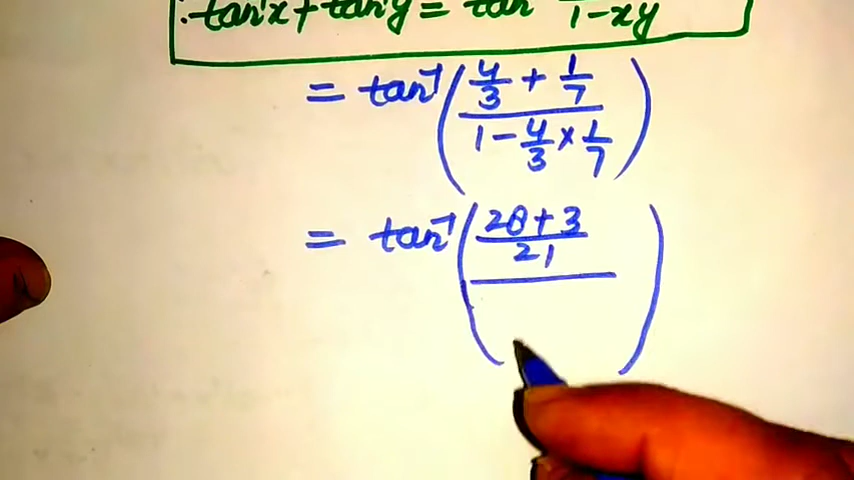 ∴ tan⁻¹x + tan⁻¹y = tan⁻¹ 1-xy
= tan⁻¹ ( (4/3 + 1/7) / (1 - 4/3 × 1/7) )
= tan⁻¹ ( (28+3)/21 / )